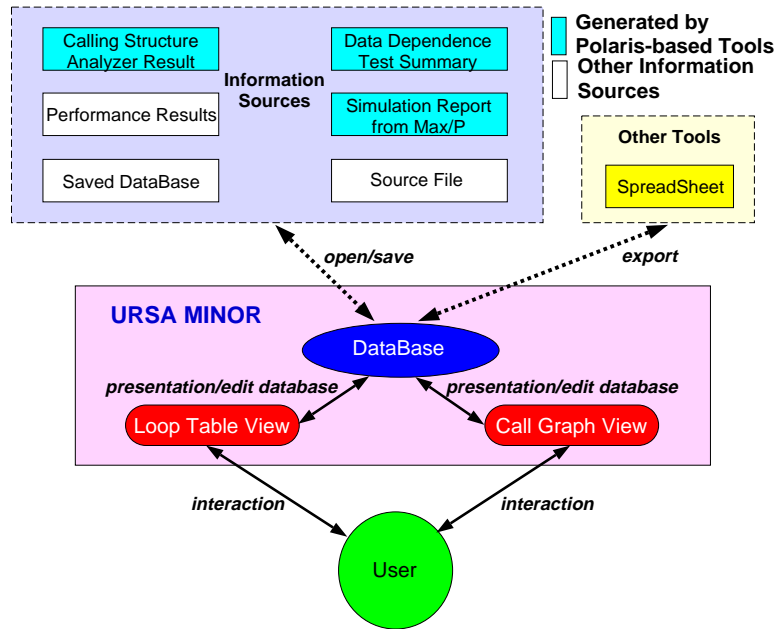 Calling Structure
Analyzer Result
Data Dependence
Test Summary
Information
Sources
Performance Results
Simulation Report
from Max/P
Saved DataBase
Source File
Generated by
Polaris-based Tools
Other Information
Sources
Other Tools
SpreadSheet
open/save
export
URSA MINOR
DataBase
presentation/edit database
presentation/edit database
Loop Table View
Call Graph View
interaction
interaction
User